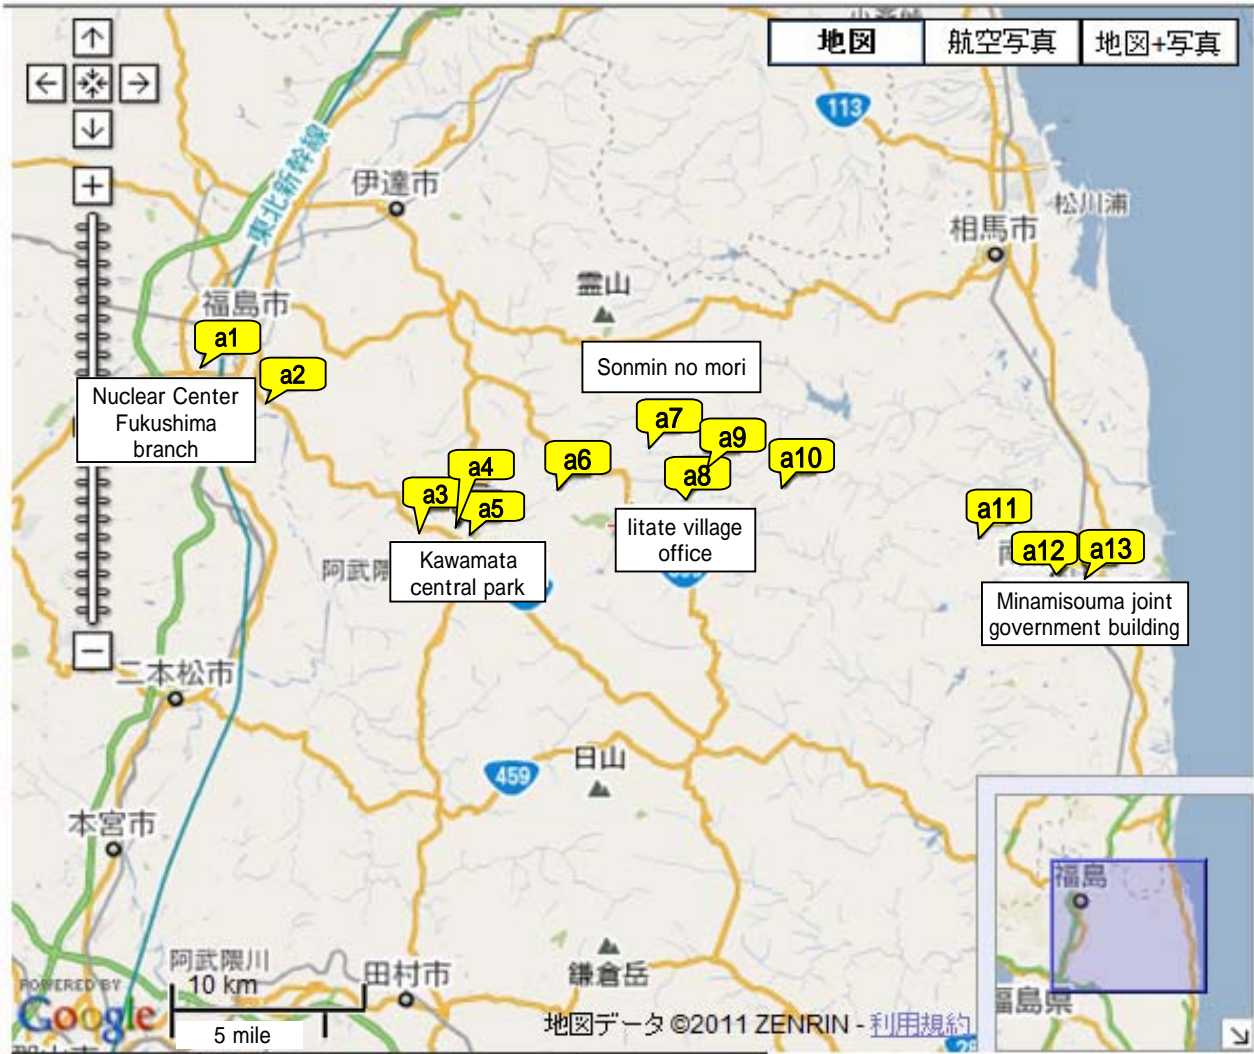 地図
航空写真
地図+写真
113
東北新幹線
伊達市
松川浦
相馬市
霊山
福島市
a1
a2
Sonmin no mori
Nuclear Center
Fukushima
branch
a7
a9
a4
a6
a10
a3
a8
a5
a11
Iitate village
office
a12
a13
阿武隈
Kawamata
central park
Minamisouma joint
government building
二本松市
日山
459
本宮市
福島
阿武隈川
田村市
鎌倉岳
福島県
POWERED BY
Google
10 km
5 mile
地図データ ©2011 ZENRIN - 利用規約